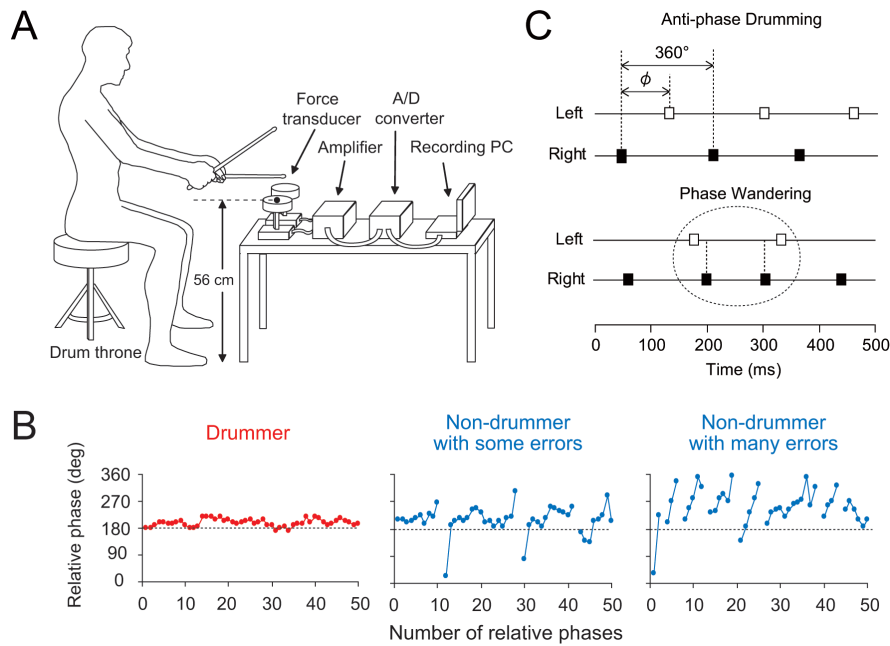 A
Force
transducer
A/D
converter
Amplifier
Recording PC
56 cm
Drum throne
C
Anti-phase Drumming
360°
ϕ
Left
Right
Phase Wandering
Left
Right
0 100 200 300 400 500
Time (ms)
B
Drummer
Non-drummer
with some errors
Non-drummer
with many errors
Relative phase (deg)
360
270
180
90
0
0 10 20 30 40 50
0 10 20 30 40 50
0 10 20 30 40 50
Number of relative phases